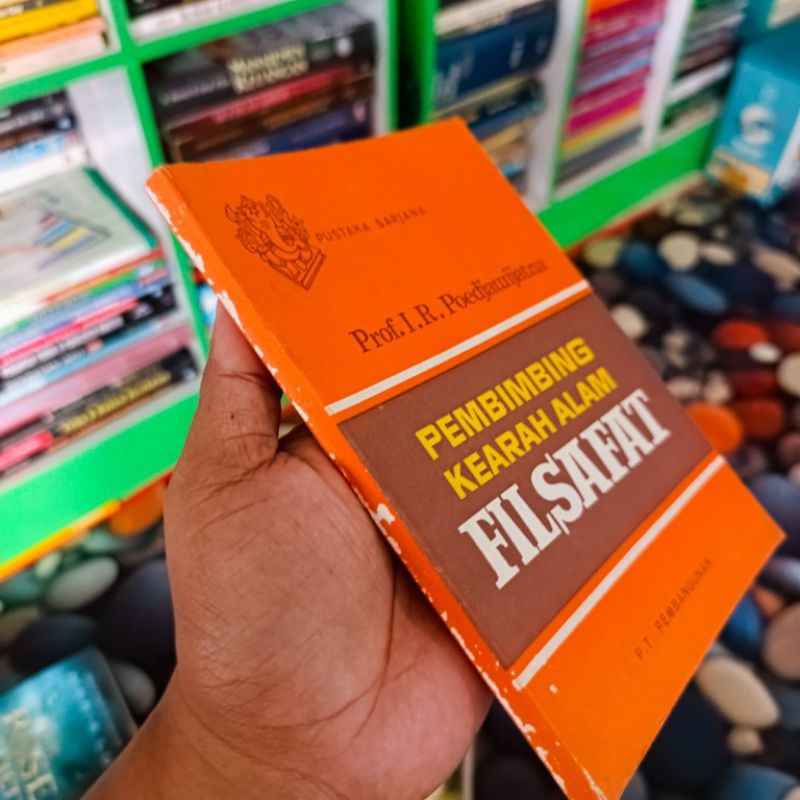 PUSTAKA SARJANA
Prof. I. R. Poedjawijatna
PEMBIMBING
KEARAH ALAM
FILSAFAT
P.T. PEMBANGUNAN